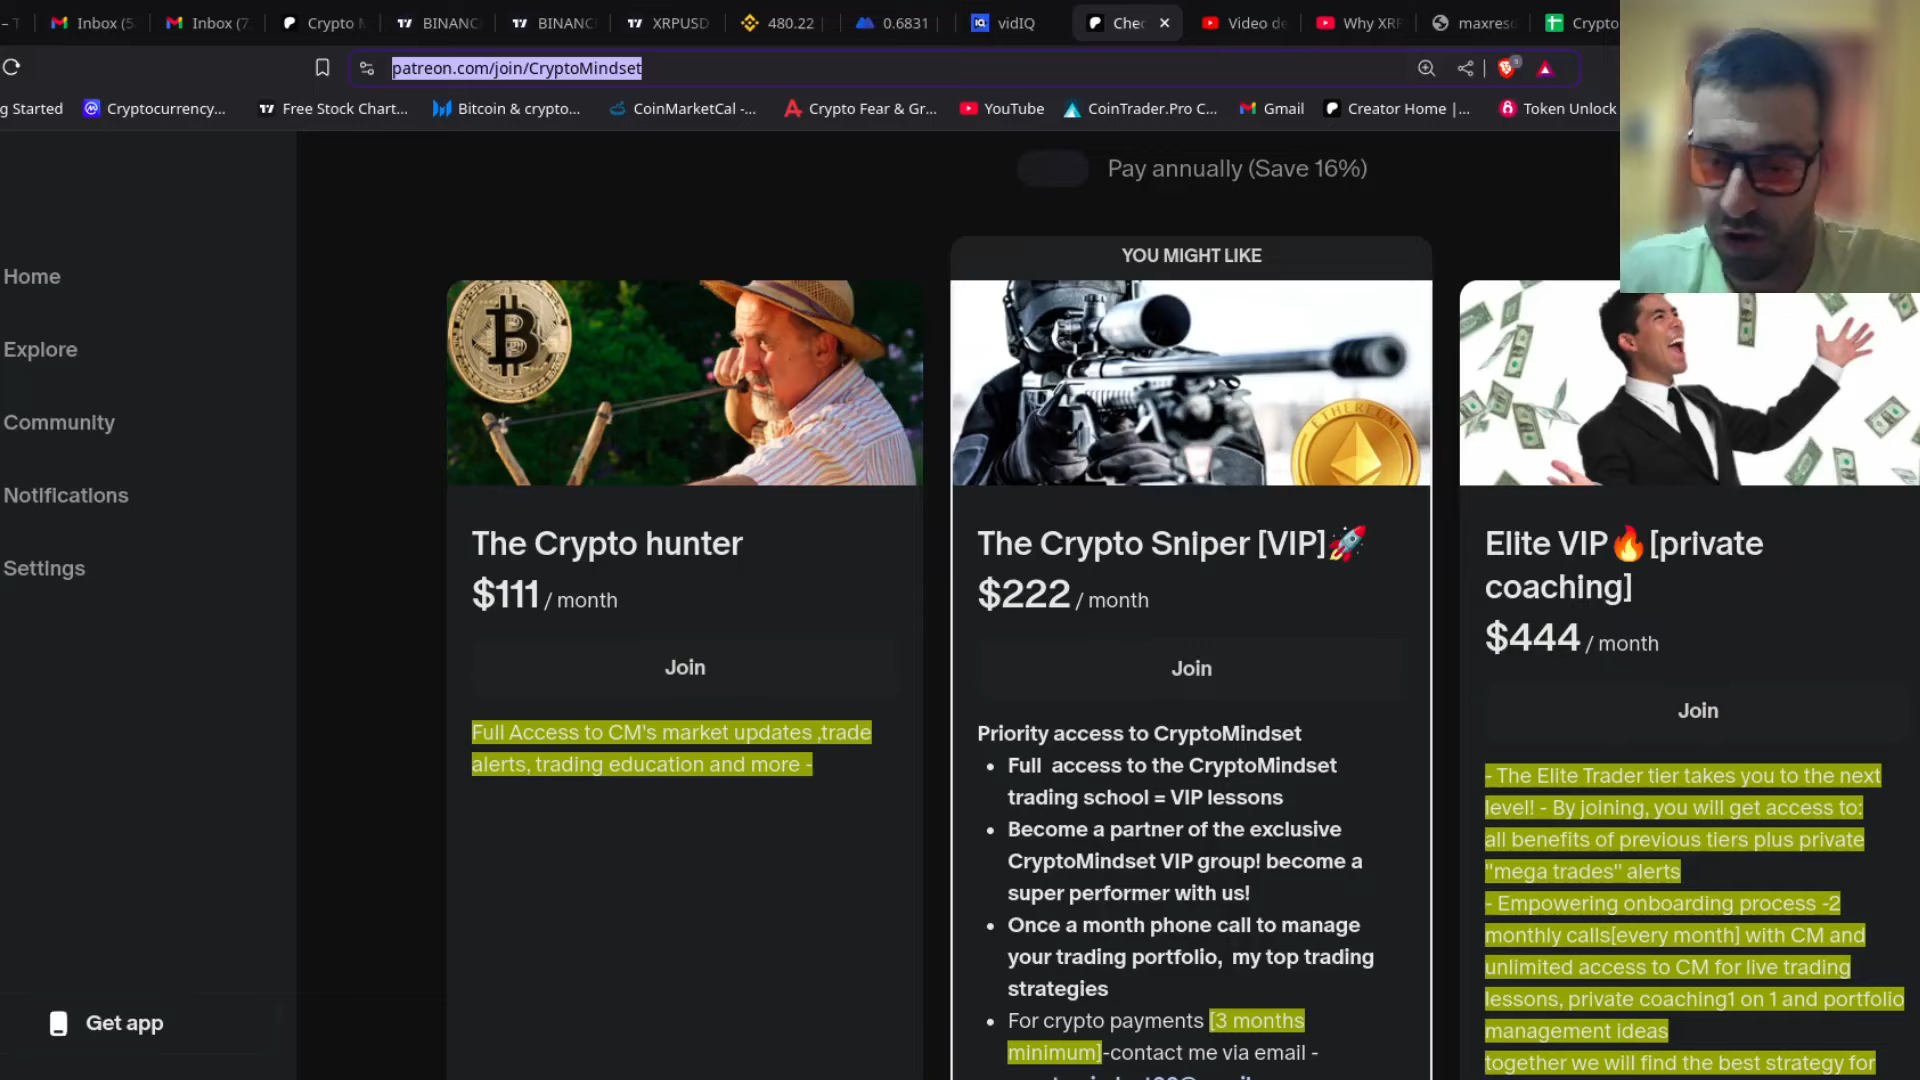 Inbox (5
Inbox (7
Crypto
BINANC
BINANC
XRPUSD
480.22
0.6831
vidIQ
Chec
Video de
Why XRP
maxres
Crypto
patreon.com/join/CryptoMindset
g Started
Cryptocurrency...
Free Stock Chart...
Bitcoin & crypto...
CoinMarketCal -...
Crypto Fear & Gr...
YouTube
CoinTrader.Pro C...
Gmail
Creator Home |...
Token Unlock
Pay annually (Save 16%)
Home
Explore
Community
Notifications
Settings
Get app
The Crypto hunter
$111 / month
Join
Full Access to CM's market updates ,trade
alerts, trading education and more -
YOU MIGHT LIKE
ETHEREUM
The Crypto Sniper [VIP]🚀
$222 / month
Join
Priority access to CryptoMindset
• Full access to the CryptoMindset
trading school = VIP lessons
• Become a partner of the exclusive
CryptoMindset VIP group! become a
super performer with us!
• Once a month phone call to manage
your trading portfolio, my top trading
strategies
• For crypto payments [3 months
minimum]-contact me via email -
Elite VIP🔥[private
coaching]
$444 / month
Join
- The Elite Trader tier takes you to the next
level! - By joining, you will get access to:
all benefits of previous tiers plus private
"mega trades" alerts
- Empowering onboarding process -2
monthly calls[every month] with CM and
unlimited access to CM for live trading
lessons, private coaching1 on 1 and portfolio
management ideas
together we will find the best strategy for